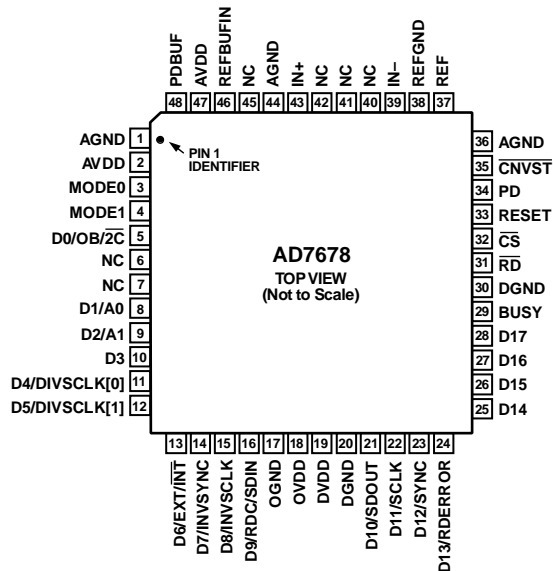 PDBUF
AVDD
REFBUFIN
NC
AGND
IN+
NC
NC
NC
IN–
REFGND
REF
48 47 46 45 44 43 42 41 40 39 38 37
AGND 1
AVDD 2
MODE0 3
MODE1 4
D0/OB/2C̅ 5
NC 6
NC 7
D1/A0 8
D2/A1 9
D3 10
D4/DIVSCLK[0] 11
D5/DIVSCLK[1] 12
PIN 1
IDENTIFIER
AD7678
TOP VIEW
(Not to Scale)
36 AGND
35 C̅N̅V̅S̅T̅
34 PD
33 RESET
32 C̅S̅
31 R̅D̅
30 DGND
29 BUSY
28 D17
27 D16
26 D15
25 D14
13 14 15 16 17 18 19 20 21 22 23 24
D6/EXT/I̅N̅T̅
D7/INVSYNC
D8/INVSCLK
D9/RDC/SDIN
OGND
OVDD
DVDD
DGND
D10/SDOUT
D11/SCLK
D12/SYNC
D13/RDERROR